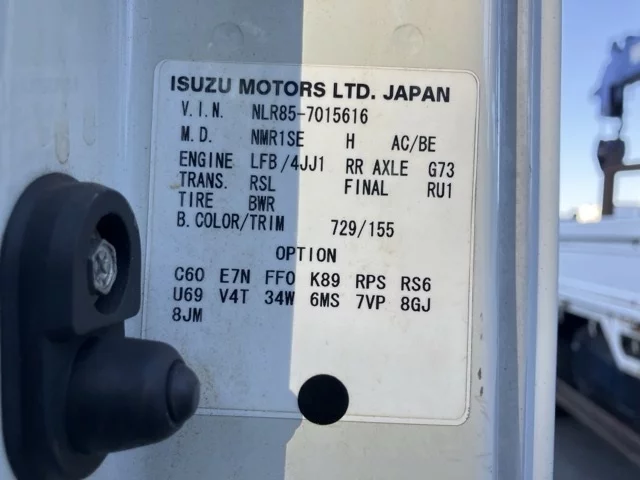 ISUZU MOTORS LTD. JAPAN
V.I.N. NLR85-7015616
M.D. NMR1SE H AC/BE
ENGINE LFB/4JJ1 RR AXLE G73
TRANS. RSL FINAL RU1
TIRE BWR
B.COLOR/TRIM 729/155
OPTION
C60 E7N FF0 K89 RPS RS6
U69 V4T 34W 6MS 7VP 8GJ
8JM